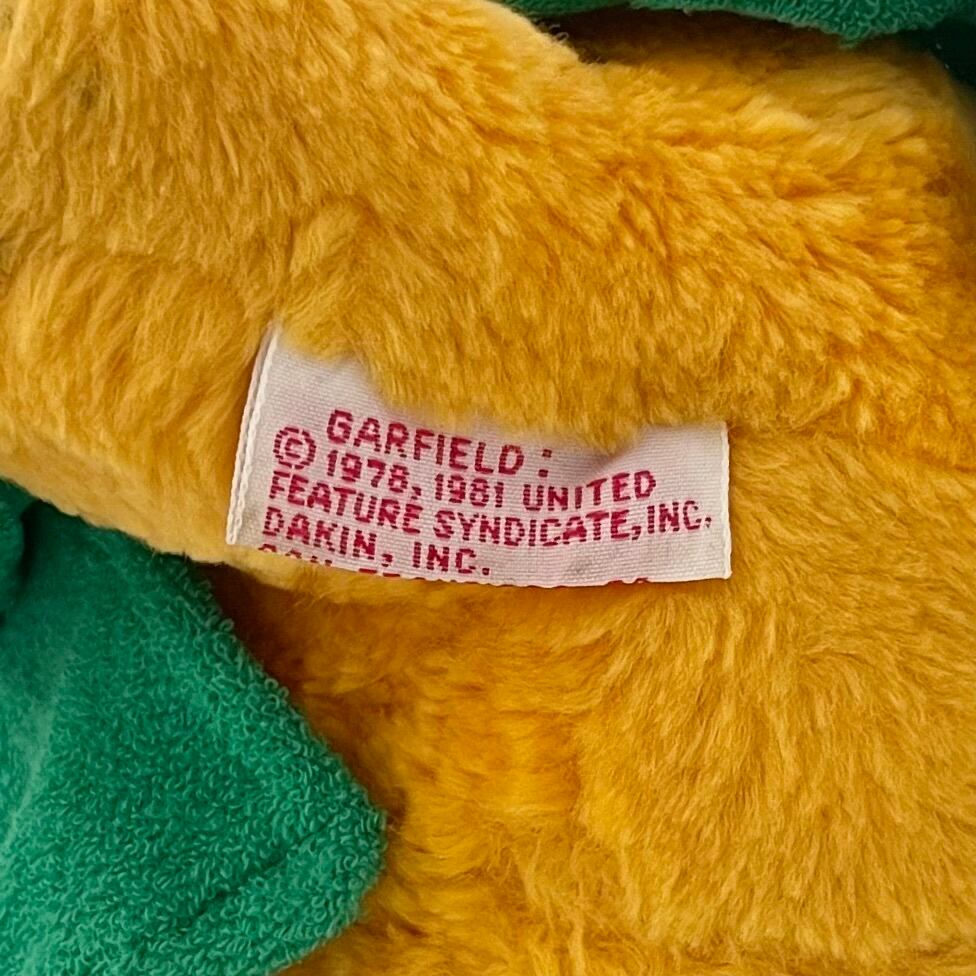 GARFIELD:
© 1978, 1981 UNITED
FEATURE SYNDICATE, INC.
DAKIN, INC.